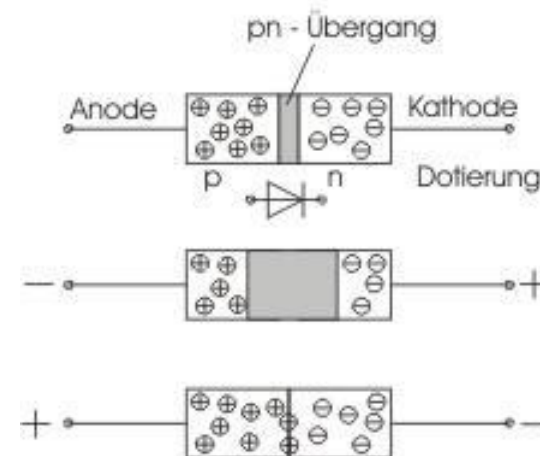 pn - Übergang
Anode Kathode
p n Dotierung
− +
+ −